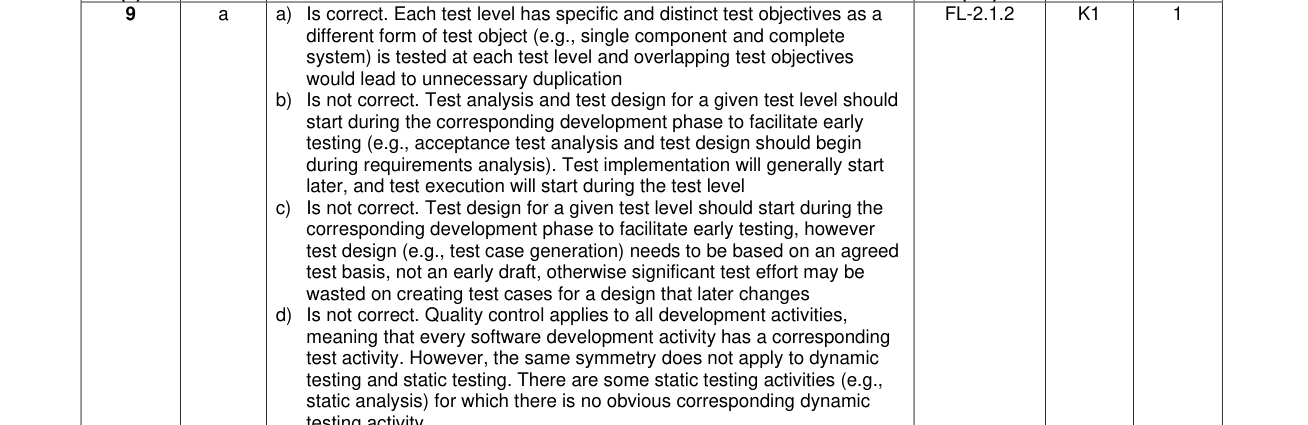 9 a a) Is correct. Each test level has specific and distinct test objectives as a FL-2.1.2 K1 1
different form of test object (e.g., single component and complete
system) is tested at each test level and overlapping test objectives
would lead to unnecessary duplication
b) Is not correct. Test analysis and test design for a given test level should
start during the corresponding development phase to facilitate early
testing (e.g., acceptance test analysis and test design should begin
during requirements analysis). Test implementation will generally start
later, and test execution will start during the test level
c) Is not correct. Test design for a given test level should start during the
corresponding development phase to facilitate early testing, however
test design (e.g., test case generation) needs to be based on an agreed
test basis, not an early draft, otherwise significant test effort may be
wasted on creating test cases for a design that later changes
d) Is not correct. Quality control applies to all development activities,
meaning that every software development activity has a corresponding
test activity. However, the same symmetry does not apply to dynamic
testing and static testing. There are some static testing activities (e.g.,
static analysis) for which there is no obvious corresponding dynamic
testing activity